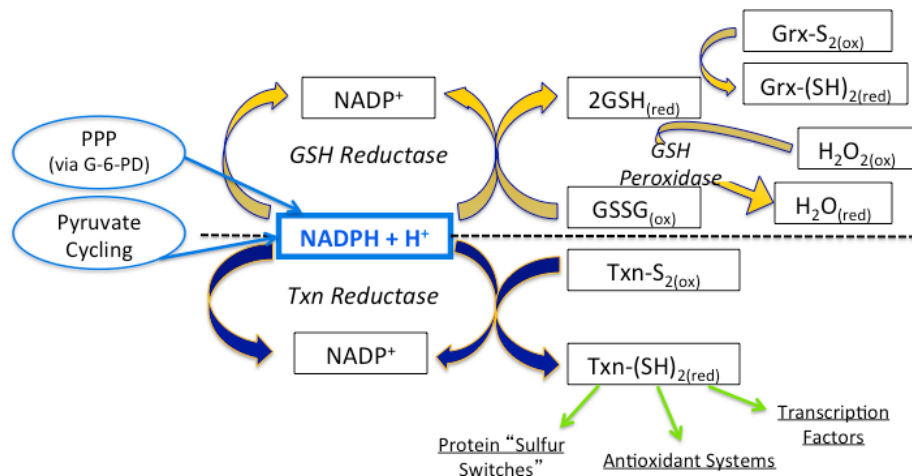 Grx-S2(ox)
NADP+
2GSH(red)
Grx-(SH)2(red)
PPP
(via G-6-PD)
GSH Reductase
GSH
Peroxidase
H2O2(ox)
Pyruvate
Cycling
NADPH + H+
GSSG(ox)
H2O(red)
Txn Reductase
Txn-S2(ox)
NADP+
Txn-(SH)2(red)
Protein “Sulfur
Switches”
Antioxidant Systems
Transcription
Factors